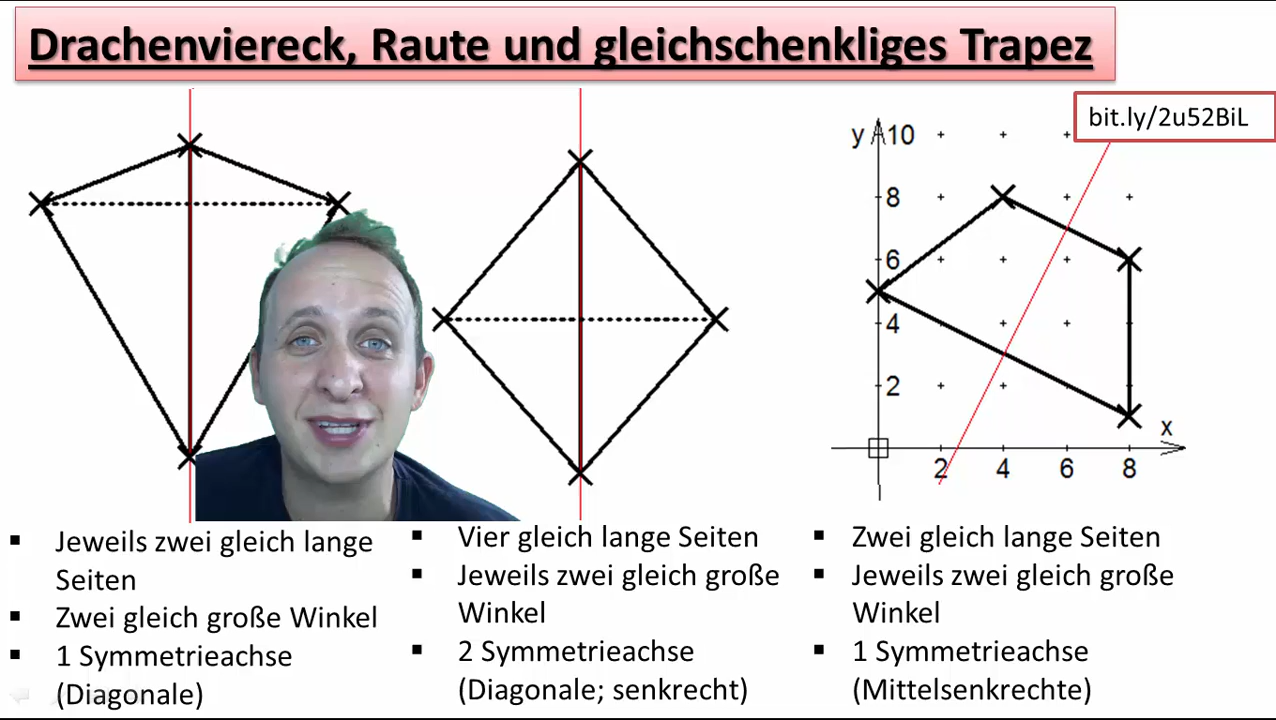 Drachenviereck, Raute und gleichschenkliges Trapez
bit.ly/2u52BiL
y 10
8
6
4
2
x
2 4 6 8
▪ Jeweils zwei gleich lange
Seiten
▪ Zwei gleich große Winkel
▪ 1 Symmetrieachse
(Diagonale)
▪ Vier gleich lange Seiten
▪ Jeweils zwei gleich große
Winkel
▪ 2 Symmetrieachse
(Diagonale; senkrecht)
▪ Zwei gleich lange Seiten
▪ Jeweils zwei gleich große
Winkel
▪ 1 Symmetrieachse
(Mittelsenkrechte)